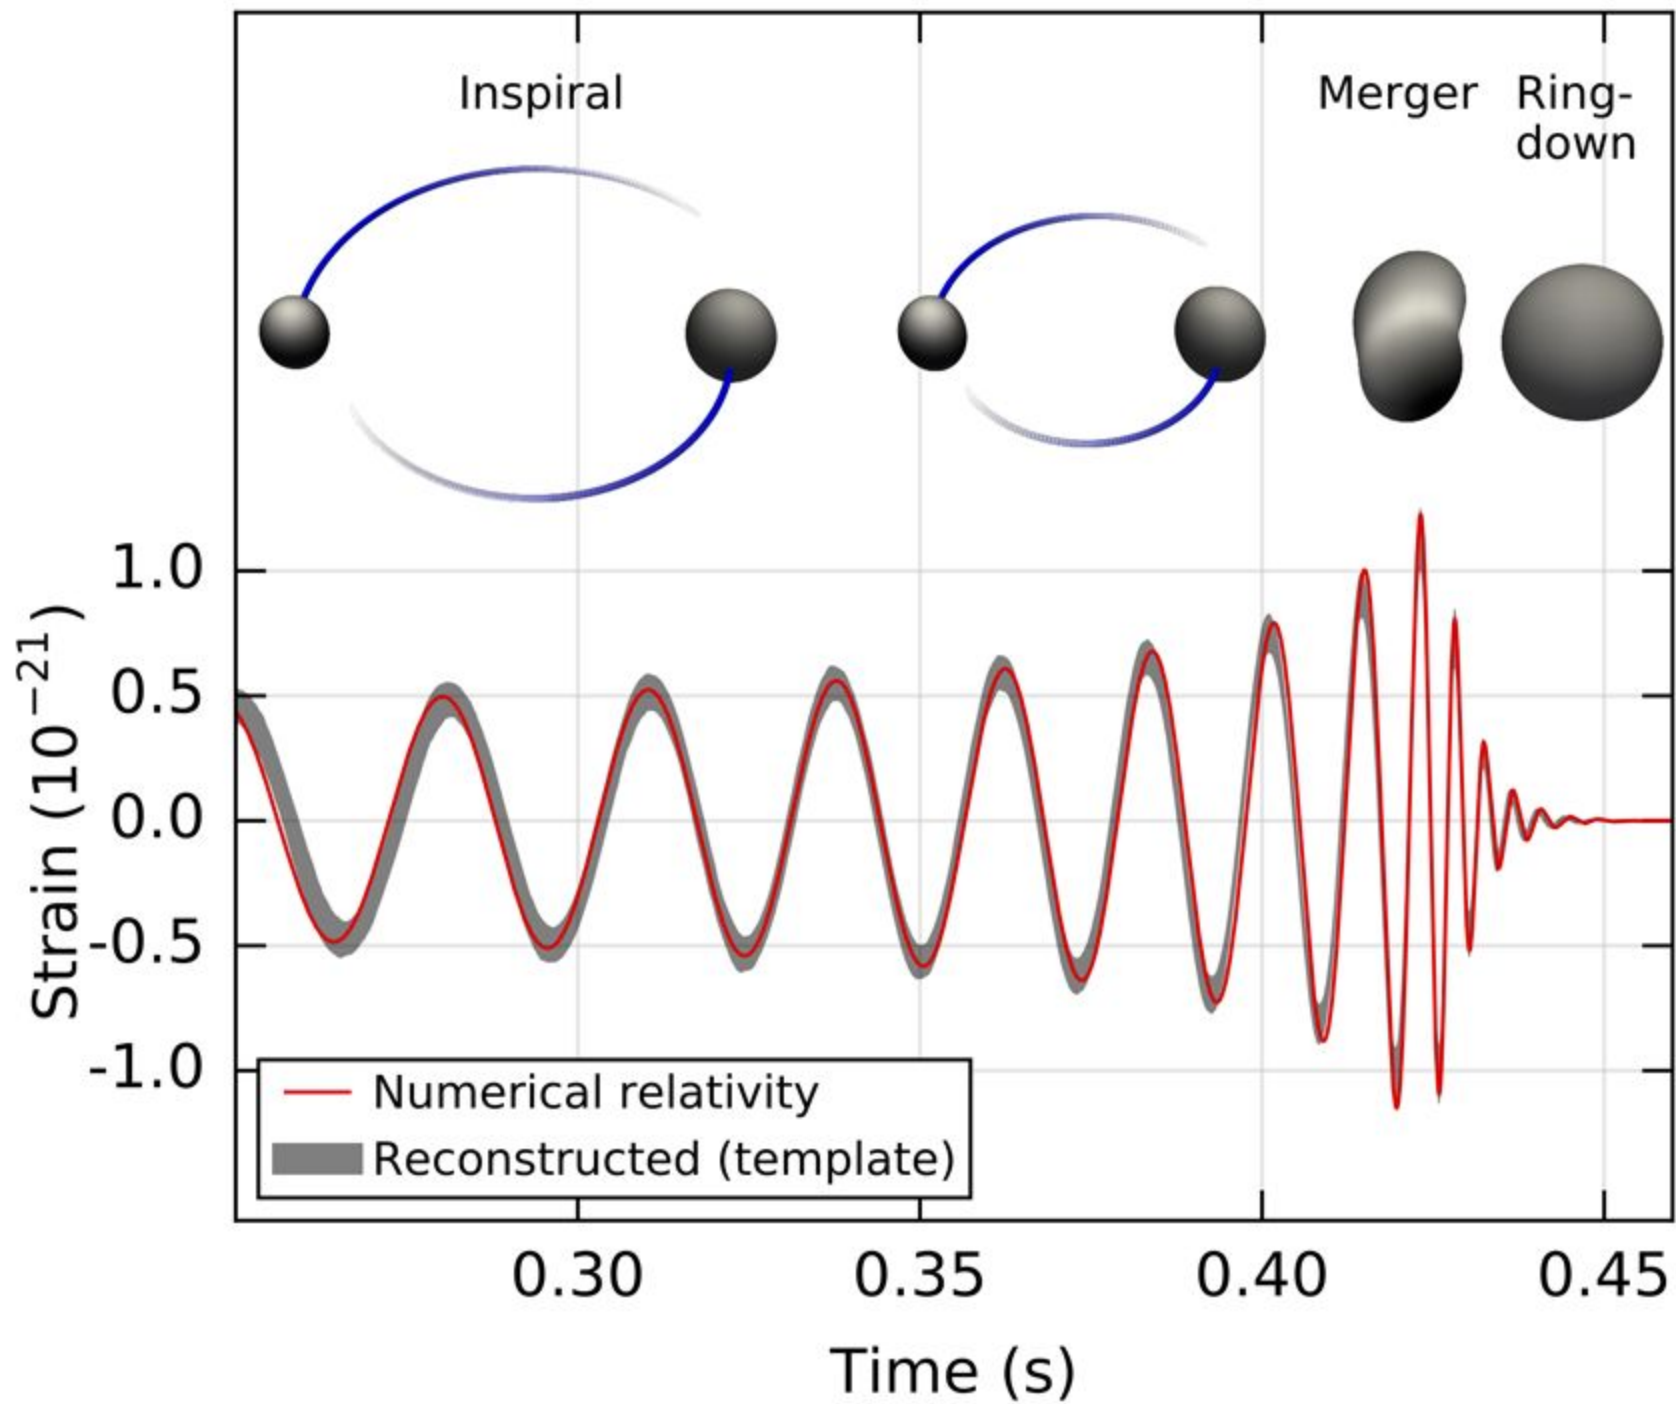 Inspiral
Merger
Ring-
down
1.0
0.5
0.0
-0.5
-1.0
Strain (10⁻²¹)
Numerical relativity
Reconstructed (template)
0.30
0.35
0.40
0.45
Time (s)